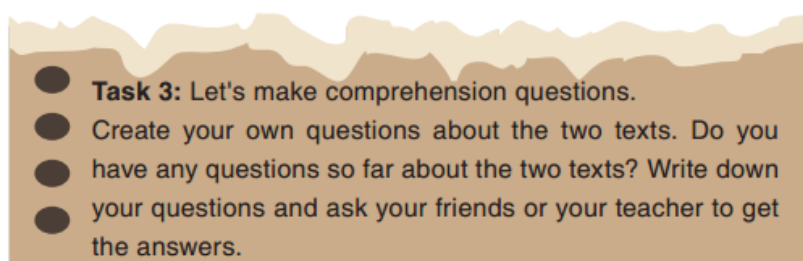 Task 3: Let's make comprehension questions.
Create your own questions about the two texts. Do you
have any questions so far about the two texts? Write down
your questions and ask your friends or your teacher to get
the answers.